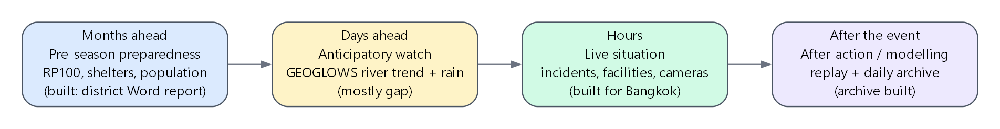 Months ahead
Pre-season preparedness
RP100, shelters, population
(built: district Word report)
Days ahead
Anticipatory watch
GEOGLOWS river trend + rain
(mostly gap)
Hours
Live situation
incidents, facilities, cameras
(built for Bangkok)
After the event
After-action / modelling
replay + daily archive
(archive built)